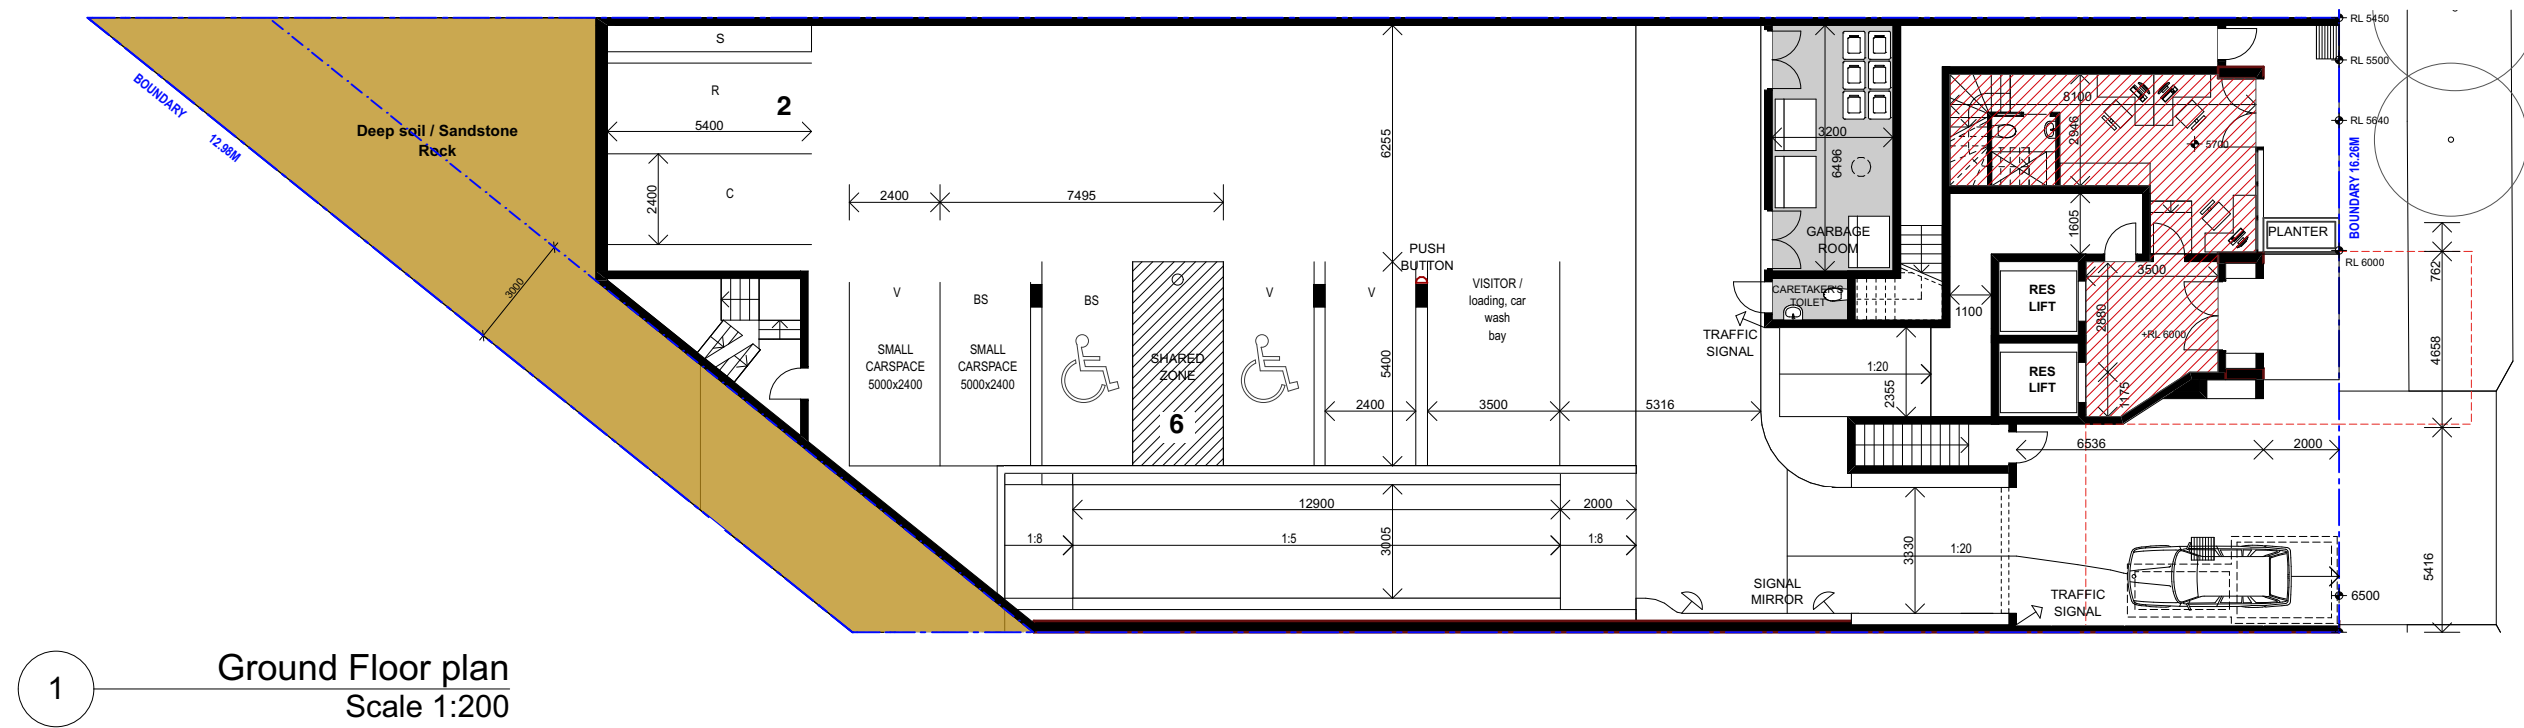 S
R
2
5400
2400
C
BOUNDARY 12.98M
Deep soil / Sandstone
Rock
3000
2400
7495
6255
V
BS
BS
V
V
PUSH
BUTTON
VISITOR /
loading, car
wash
bay
SMALL
CARSPACE
5000x2400
SMALL
CARSPACE
5000x2400
SHARED
ZONE
6
5400
2400
3500
5316
12900
2000
1:8
1:5
3005
1:8
3200
6496
GARBAGE
ROOM
CARETAKER'S
TOILET
TRAFFIC
SIGNAL
1:20
2355
1100
8100
2946
5700
1605
3500
RES
LIFT
RES
LIFT
2880
+RL 6000
1175
PLANTER
BOUNDARY 16.26M
RL 5450
RL 5500
RL 5640
RL 6000
762
4658
6536
2000
3330
1:20
SIGNAL
MIRROR
TRAFFIC
SIGNAL
6500
5416
1
Ground Floor plan
Scale 1:200